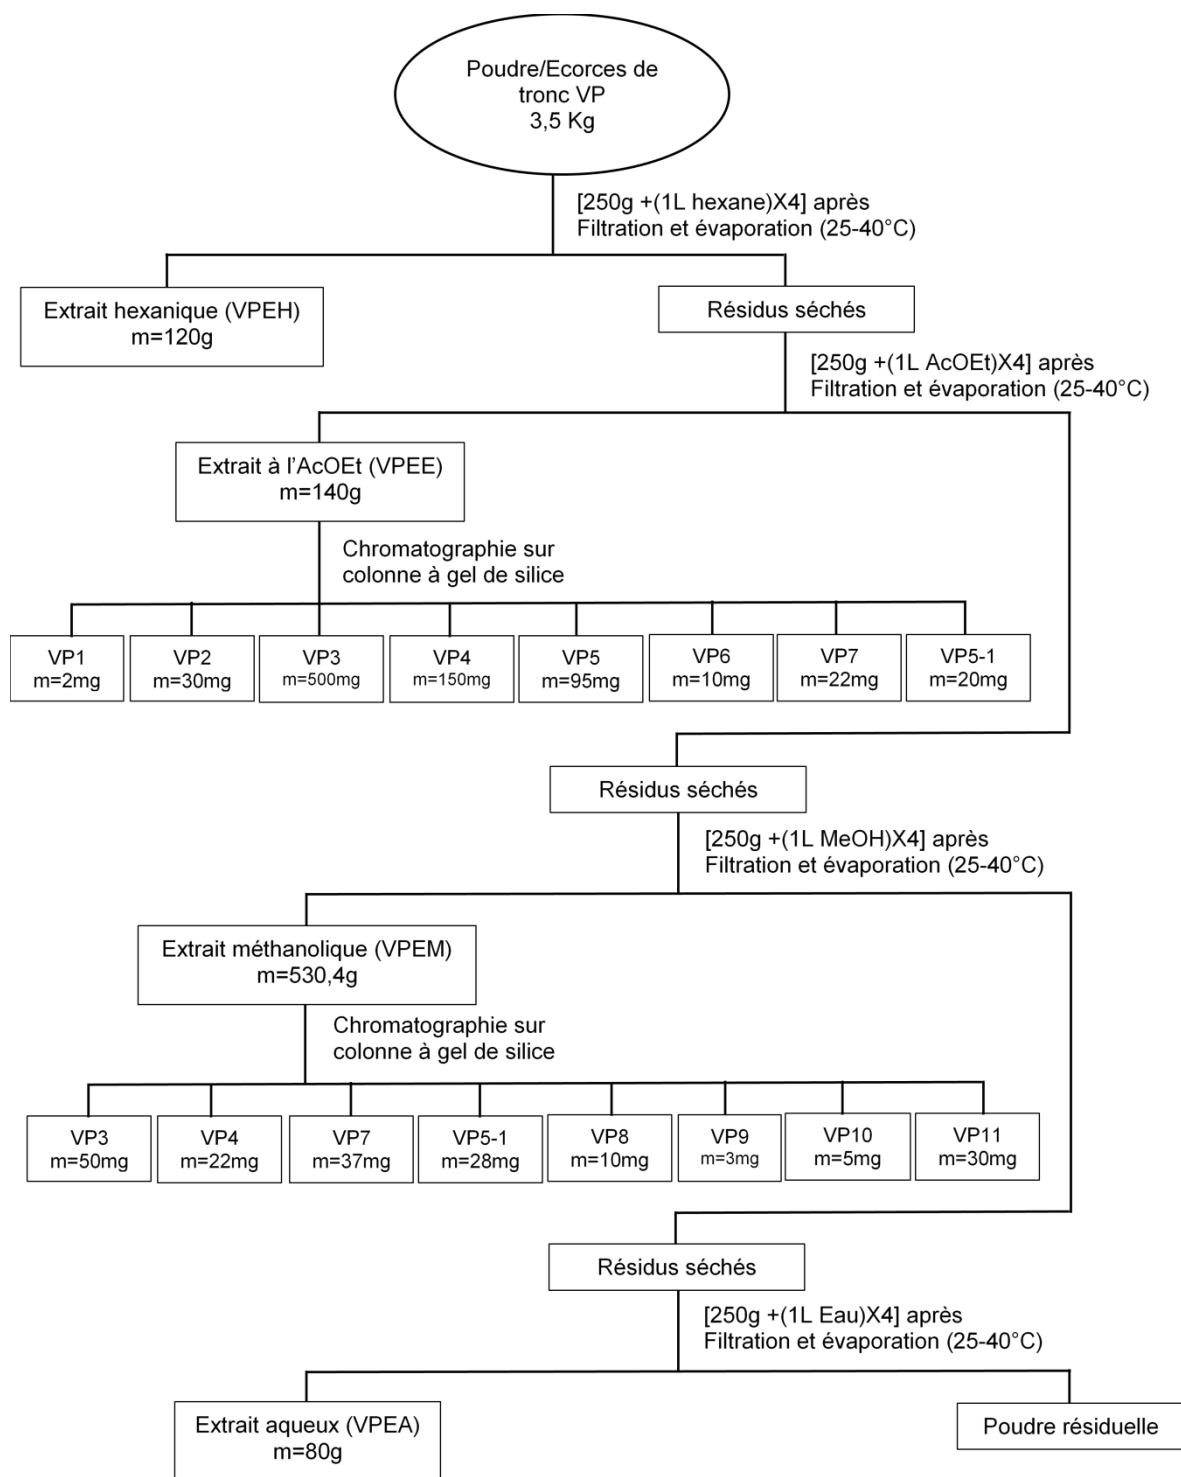 Poudre/Ecorces de
tronc VP
3,5 Kg
[250g +(1L hexane)X4] après
Filtration et évaporation (25-40°C)
Extrait hexanique (VPEH)
m=120g
Résidus séchés
[250g +(1L AcOEt)X4] après
Filtration et évaporation (25-40°C)
Extrait à l'AcOEt (VPEE)
m=140g
Chromatographie sur
colonne à gel de silice
VP1
m=2mg
VP2
m=30mg
VP3
m=500mg
VP4
m=150mg
VP5
m=95mg
VP6
m=10mg
VP7
m=22mg
VP5-1
m=20mg
Résidus séchés
[250g +(1L MeOH)X4] après
Filtration et évaporation (25-40°C)
Extrait méthanolique (VPEM)
m=530,4g
Chromatographie sur
colonne à gel de silice
VP3
m=50mg
VP4
m=22mg
VP7
m=37mg
VP5-1
m=28mg
VP8
m=10mg
VP9
m=3mg
VP10
m=5mg
VP11
m=30mg
Résidus séchés
[250g +(1L Eau)X4] après
Filtration et évaporation (25-40°C)
Extrait aqueux (VPEA)
m=80g
Poudre résiduelle